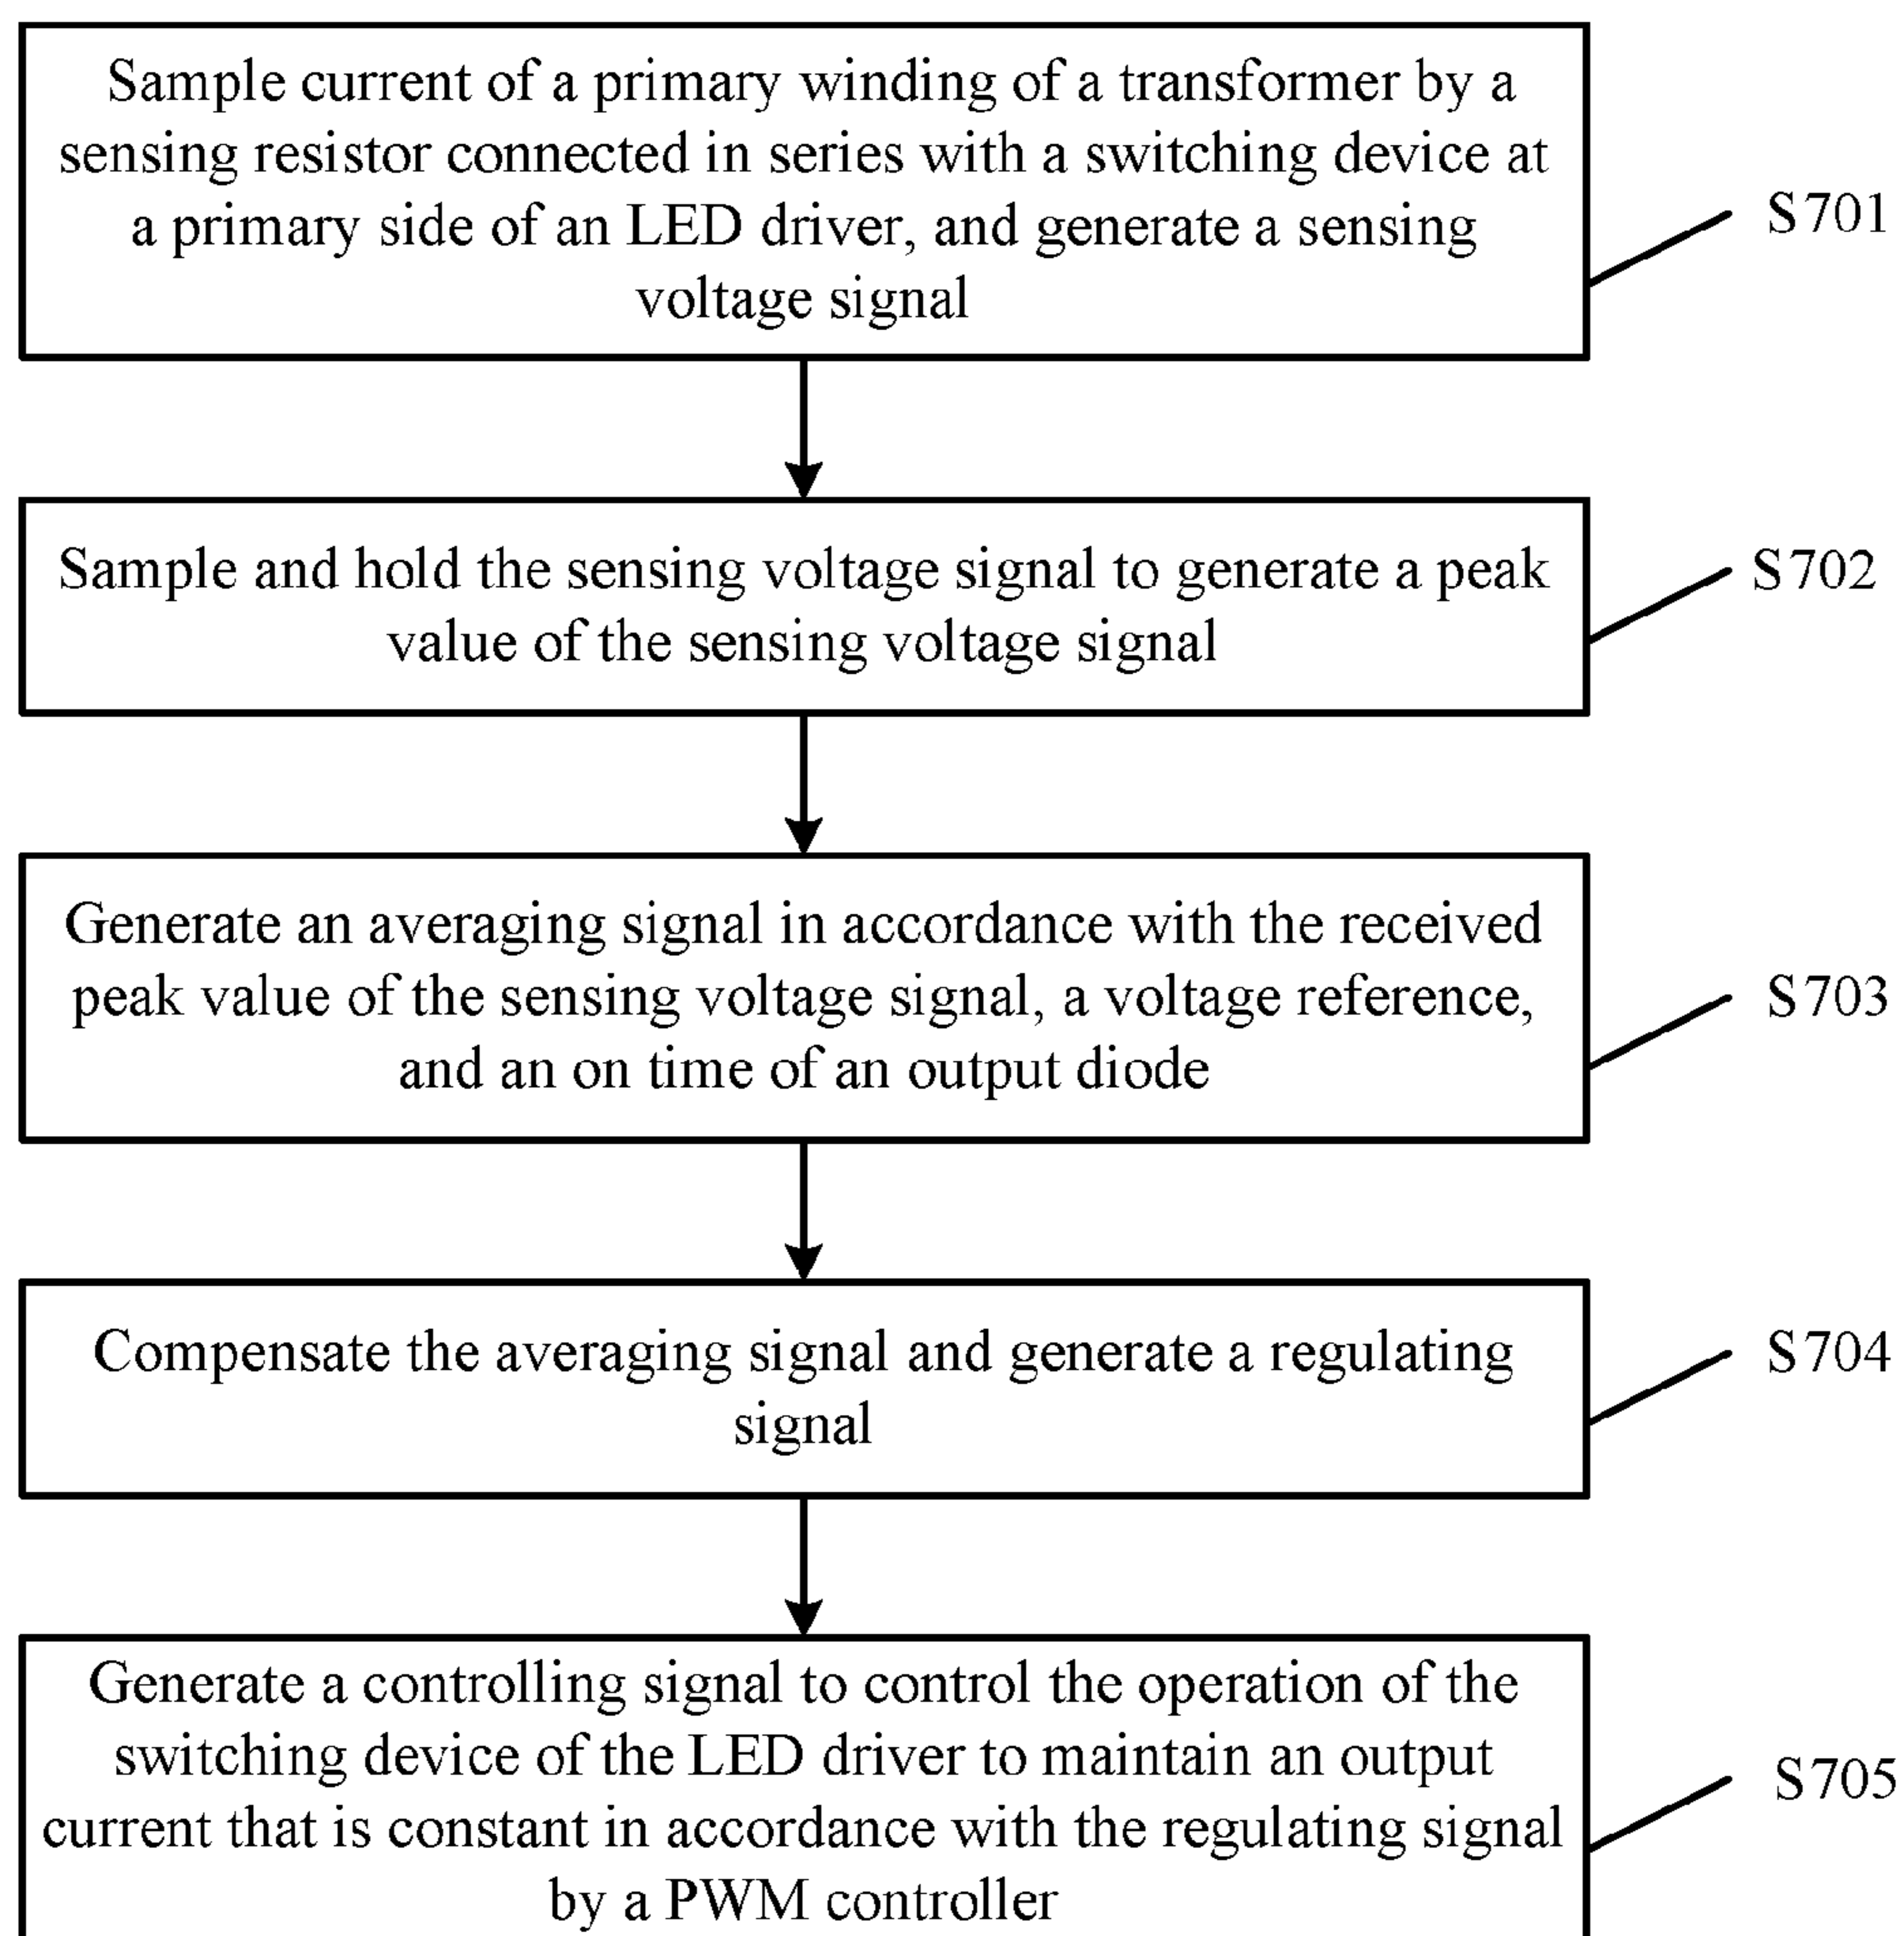 Sample current of a primary winding of a transformer by a
sensing resistor connected in series with a switching device at
a primary side of an LED driver, and generate a sensing
voltage signal
S701
Sample and hold the sensing voltage signal to generate a peak
value of the sensing voltage signal
S702
Generate an averaging signal in accordance with the received
peak value of the sensing voltage signal, a voltage reference,
and an on time of an output diode
S703
Compensate the averaging signal and generate a regulating
signal
S704
Generate a controlling signal to control the operation of the
switching device of the LED driver to maintain an output
current that is constant in accordance with the regulating signal
by a PWM controller
S705